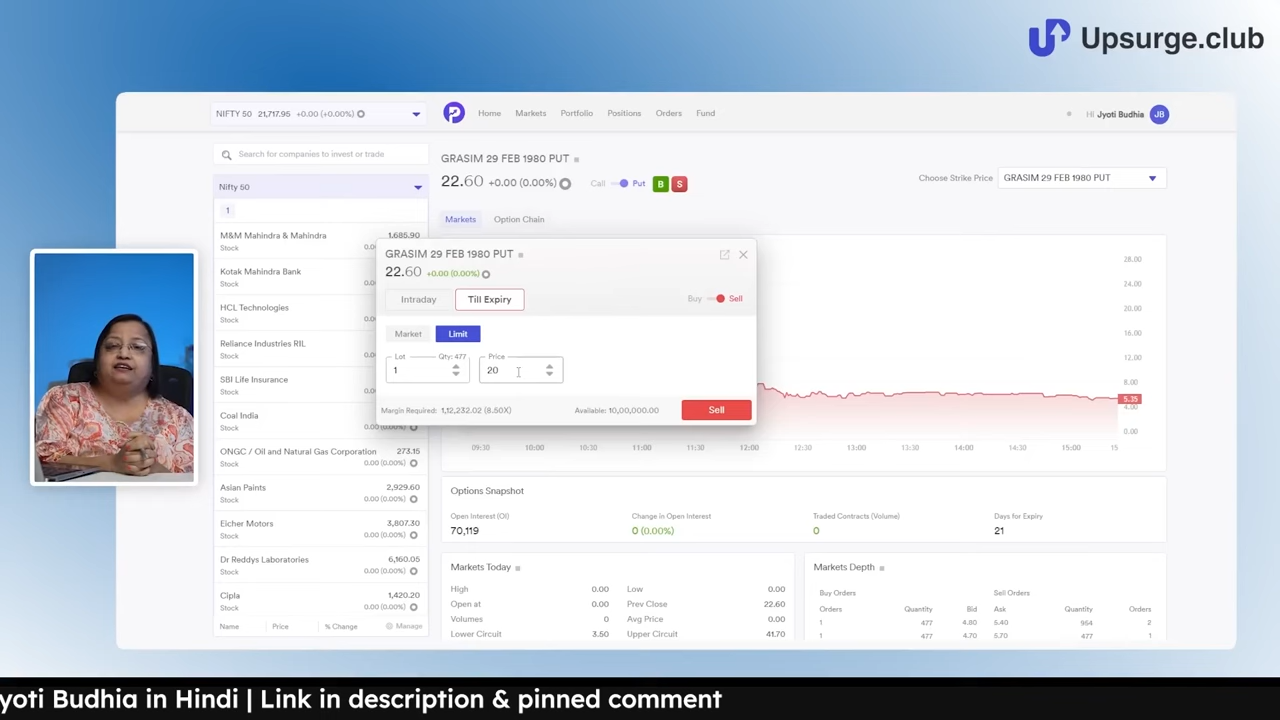 Upsurge.club
NIFTY 50 21,717.95 +0.00 (+0.00%)
Home Markets Portfolio Positions Orders Fund
Hi Jyoti Budhia JB
Search for companies to invest or trade
Nifty 50
1
M&M Mahindra & Mahindra 1,685.90
Stock 0.0
Kotak Mahindra Bank
Stock 0.0
HCL Technologies
Stock 0.0
Reliance Industries RIL
Stock 0.0
SBI Life Insurance
Stock 0.0
Coal India
Stock 0.00 (0.00%)
ONGC / Oil and Natural Gas Corporation 273.15
Stock 0.00 (0.00%)
Asian Paints 2,929.60
Stock 0.00 (0.00%)
Eicher Motors 3,807.30
Stock 0.00 (0.00%)
Dr Reddys Laboratories 6,160.05
Stock 0.00 (0.00%)
Cipla 1,420.20
Stock 0.00 (0.00%)
Name Price % Change Manage
GRASIM 29 FEB 1980 PUT
22.60 +0.00 (0.00%) Call Put B S
Choose Strike Price GRASIM 29 FEB 1980 PUT
Markets Option Chain
GRASIM 29 FEB 1980 PUT
22.60 +0.00 (0.00%)
Intraday Till Expiry Buy Sell
Market Limit
Lot Qty: 477 Price
1 20
Margin Required: 1,12,232.02 (8.50X) Available: 10,00,000.00 Sell
28.00
24.00
20.00
16.00
12.00
8.00
5.35
4.00
0.00
09:30 10:00 10:30 11:00 11:30 12:00 12:30 13:00 13:30 14:00 14:30 15:00 15
Options Snapshot
Open Interest (OI) Change in Open Interest Traded Contracts (Volume) Days for Expiry
70,119 0 (0.00%) 0 21
Markets Today
High 0.00 Low 0.00
Open at 0.00 Prev Close 22.60
Volumes 0 Avg Price 0.00
Lower Circuit 3.50 Upper Circuit 41.70
Markets Depth
Buy Orders Sell Orders
Orders Quantity Bid Ask Quantity Orders
1 477 4.80 5.40 954 2
1 477 4.70 5.70 477 1
yoti Budhia in Hindi | Link in description & pinned comment